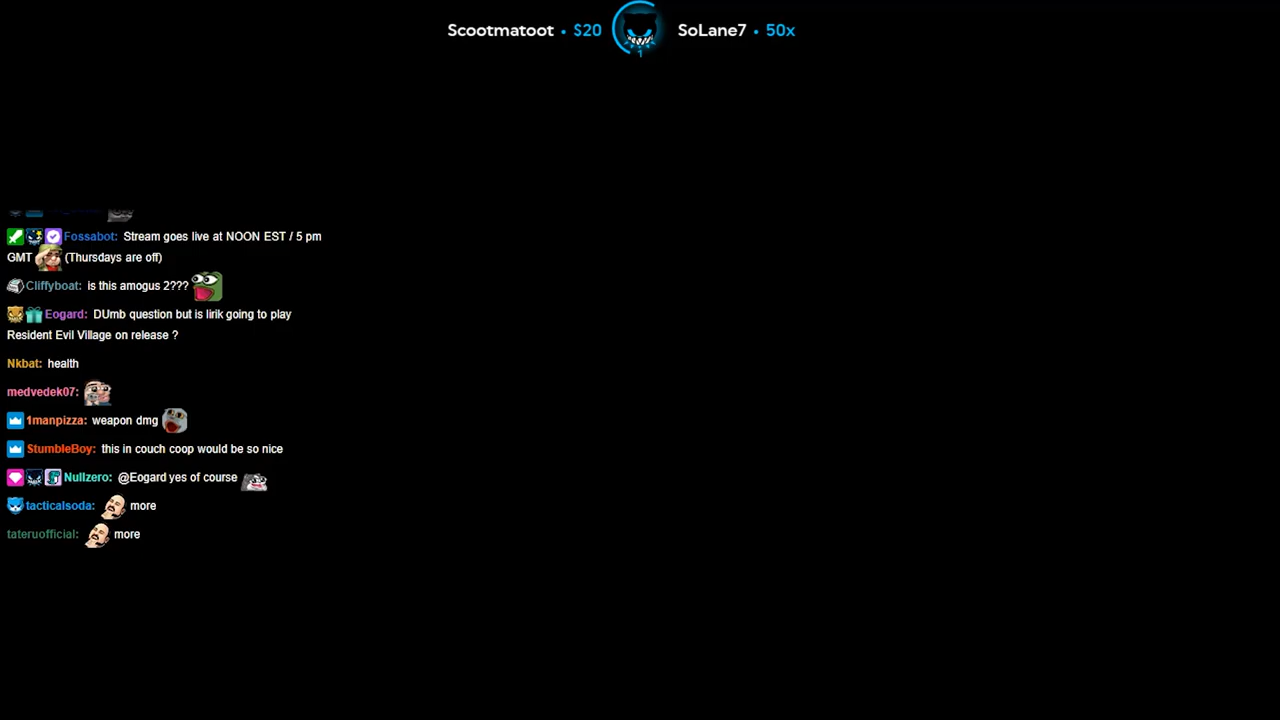 Scootmatoot • $20 1 SoLane7 • 50x
Fossabot: Stream goes live at NOON EST / 5 pm
GMT (Thursdays are off)
Cliffyboat: is this amogus 2???
Eogard: DUmb question but is lirik going to play
Resident Evil Village on release ?
Nkbat: health
medvedek07:
1manpizza: weapon dmg
StumbleBoy: this in couch coop would be so nice
Nullzero: @Eogard yes of course
tacticalsoda: more
tateruofficial: more